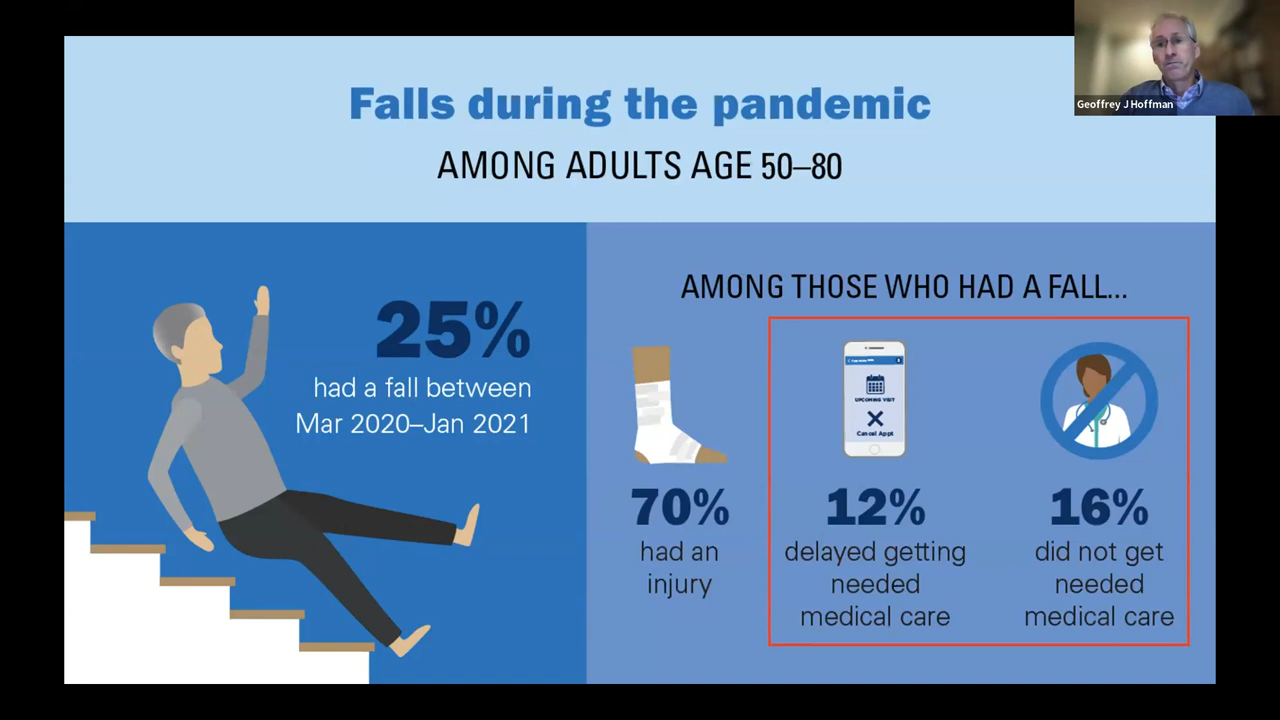 Geoffrey J Hoffman
Falls during the pandemic
AMONG ADULTS AGE 50–80
25%
had a fall between
Mar 2020–Jan 2021
AMONG THOSE WHO HAD A FALL...
70%
had an
injury
UPCOMING VISIT
Cancel Appt
12%
delayed getting
needed
medical care
16%
did not get
needed
medical care